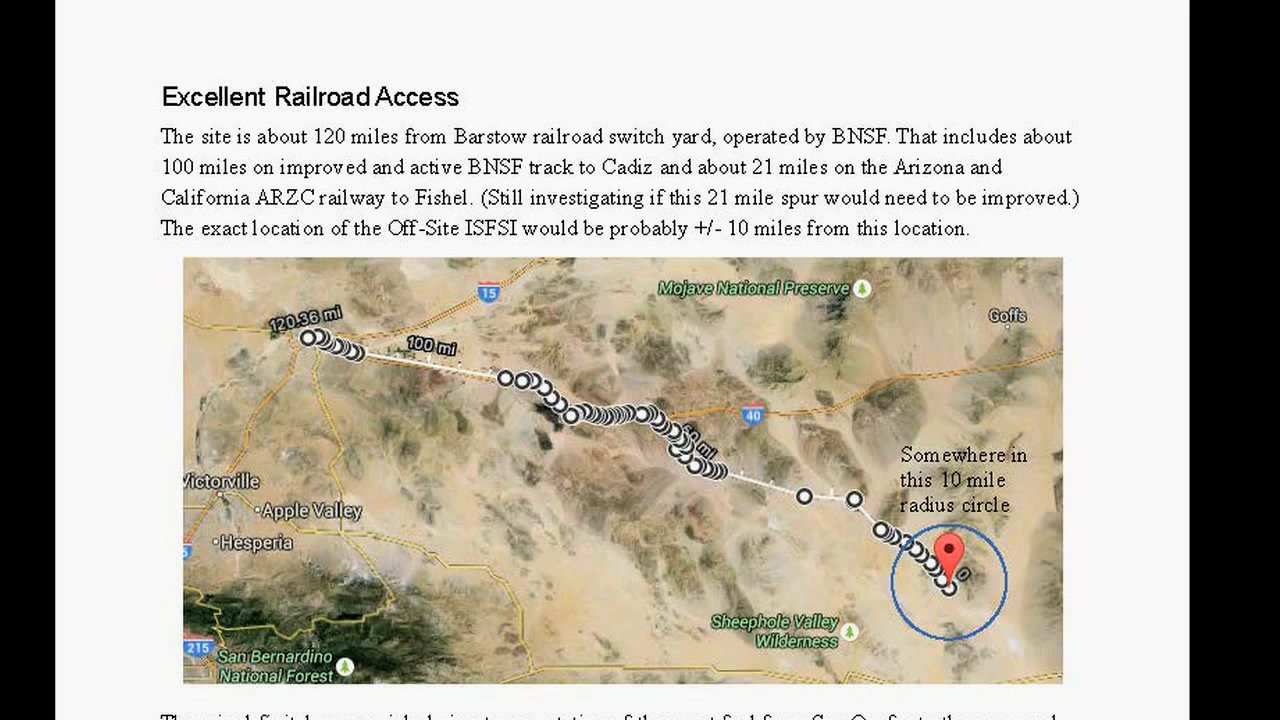 Excellent Railroad Access
The site is about 120 miles from Barstow railroad switch yard, operated by BNSF. That includes about
100 miles on improved and active BNSF track to Cadiz and about 21 miles on the Arizona and
California ARZC railway to Fishel. (Still investigating if this 21 mile spur would need to be improved.)
The exact location of the Off-Site ISFSI would be probably +/- 10 miles from this location.
Mojave National Preserve
15
120.36 mi
Goffs
100 mi
40
mi
Somewhere in
this 10 mile
radius circle
Victorville
Apple Valley
Hesperia
0
Sheephole Valley
Wilderness
215
San Bernardino
National Forest